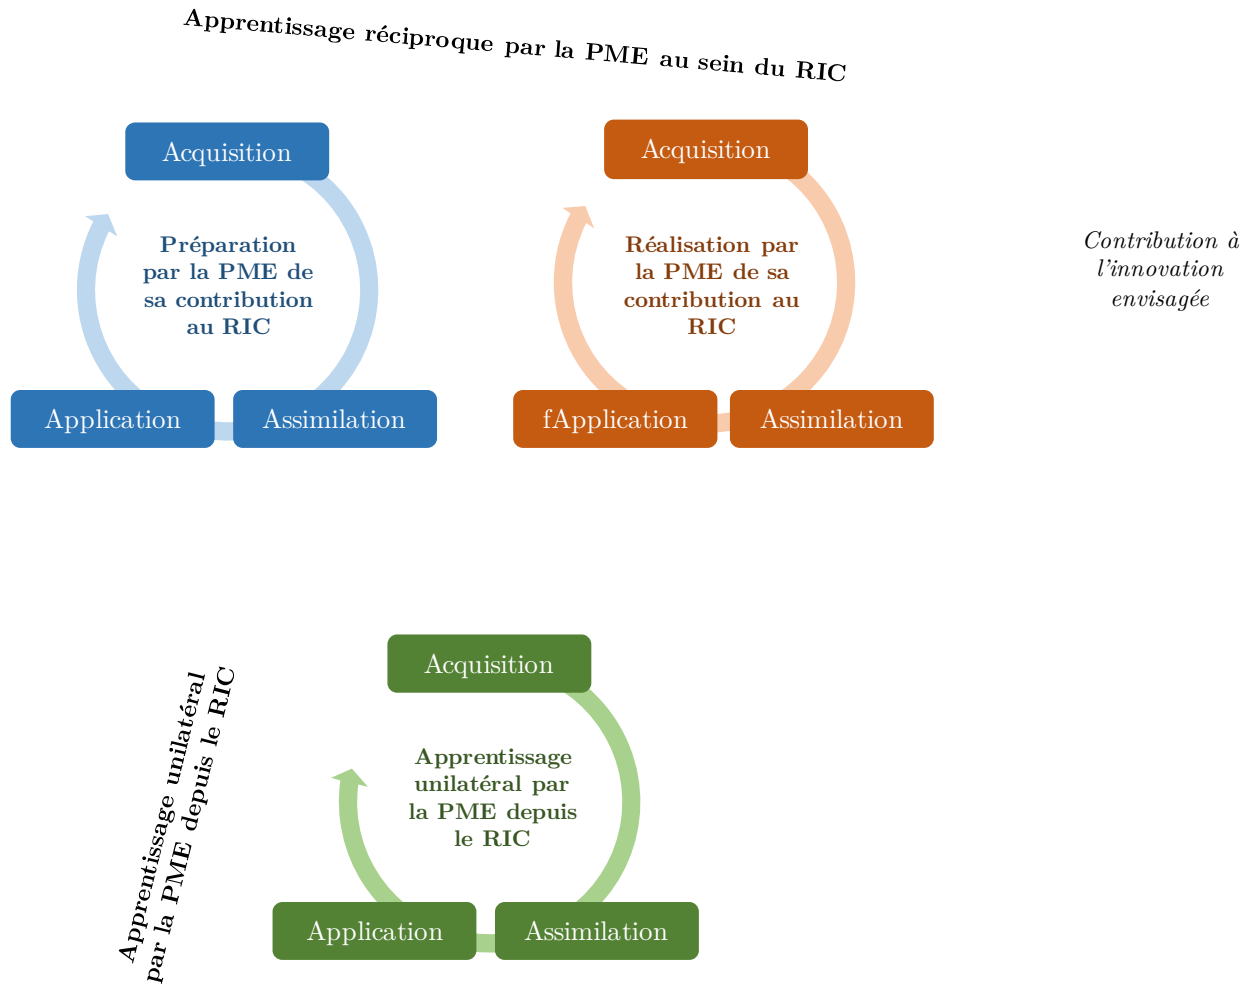 Apprentissage réciproque par la PME au sein du RIC
Acquisition
Préparation
par la PME de
sa contribution
au RIC
Application
Assimilation
Acquisition
Réalisation par
la PME de sa
contribution au
RIC
fApplication
Assimilation
Contribution à
l'innovation
envisagée
Apprentissage unilatéral
par la PME depuis le RIC
Acquisition
Apprentissage
unilatéral par
la PME depuis
le RIC
Application
Assimilation